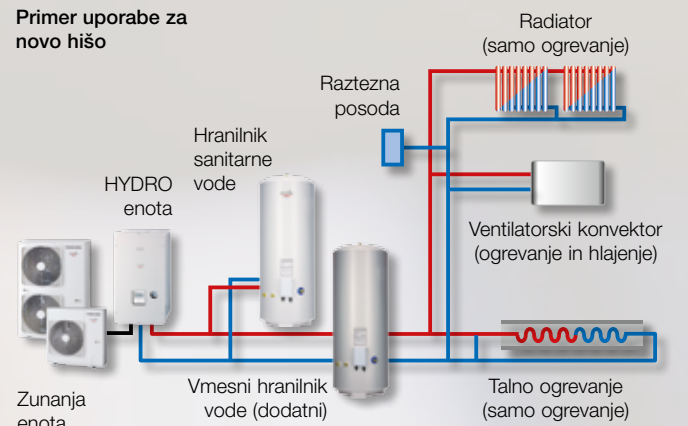 Primer uporabe za
novo hišo
Radiator
(samo ogrevanje)
Raztezna
posoda
Hranilnik
sanitarne
vode
HYDRO
enota
Ventilatorski konvektor
(ogrevanje in hlajenje)
Zunanja
enota
Vmesni hranilnik
vode (dodatni)
Talno ogrevanje
(samo ogrevanje)